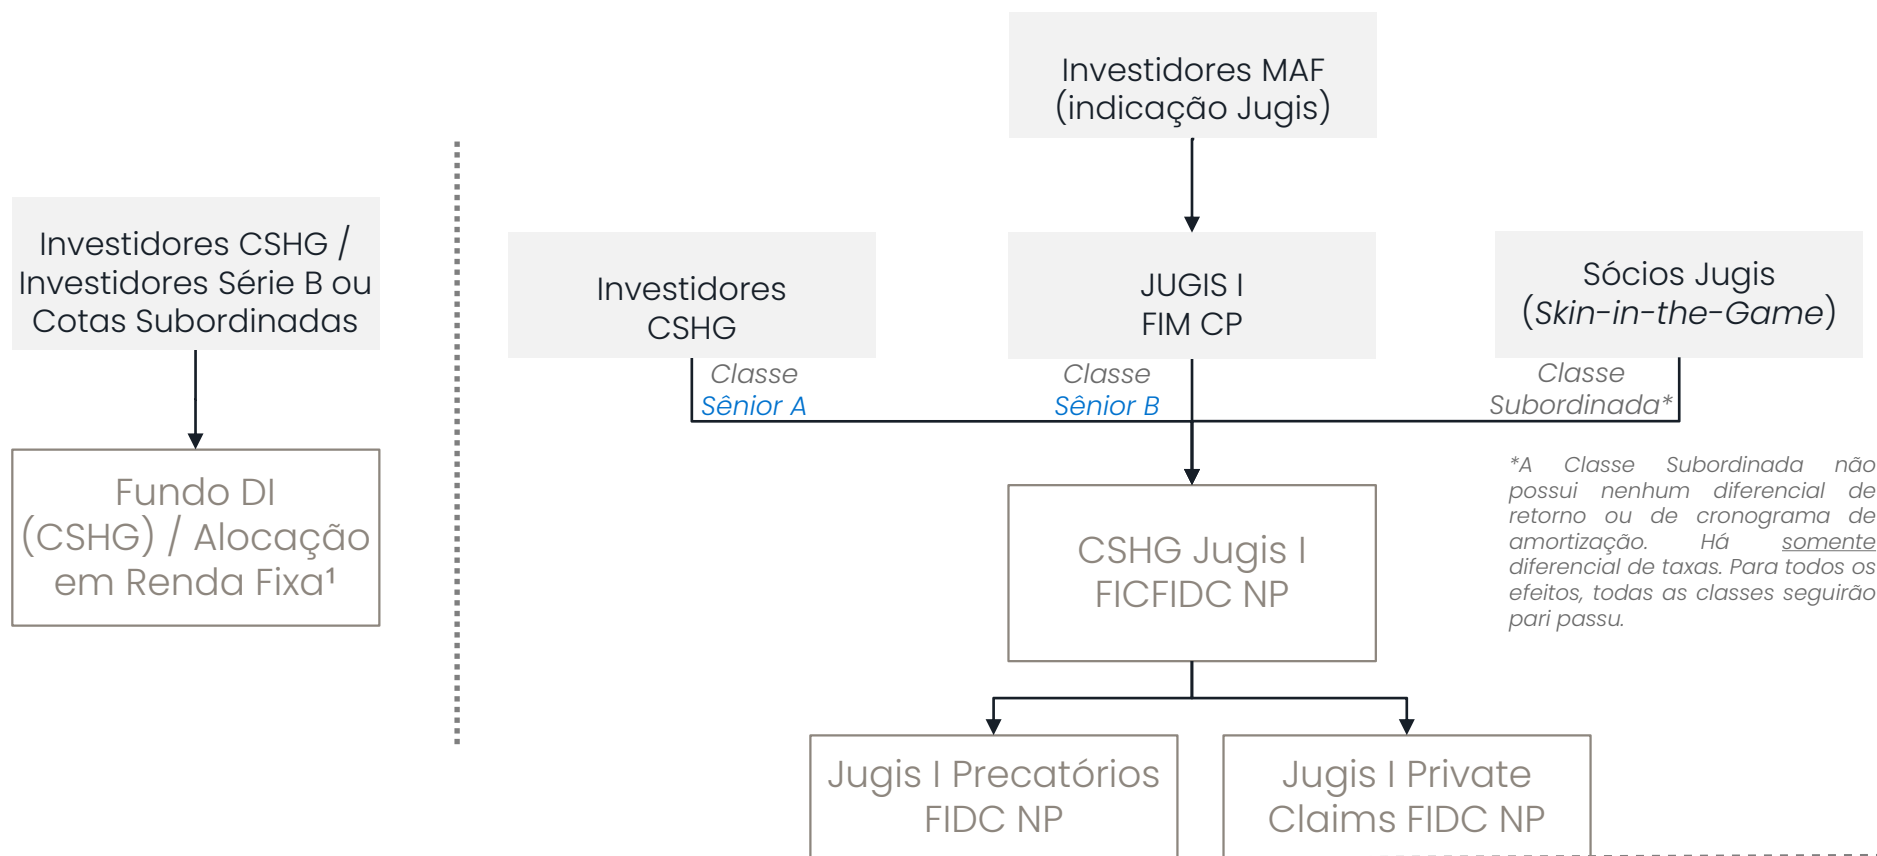 Investidores MAF
(indicação Jugis)
Investidores CSHG /
Investidores Série B ou
Cotas Subordinadas
Investidores
CSHG
JUGIS I
FIM CP
Sócios Jugis
(Skin-in-the-Game)
Classe
Sênior A
Classe
Sênior B
Classe
Subordinada*
Fundo DI
(CSHG) / Alocação
em Renda Fixa¹
CSHG Jugis I
FICFIDC NP
*A Classe Subordinada não
possui nenhum diferencial de
retorno ou de cronograma de
amortização. Há somente
diferencial de taxas. Para todos os
efeitos, todas as classes seguirão
pari passu.
Jugis I Precatórios
FIDC NP
Jugis I Private
Claims FIDC NP